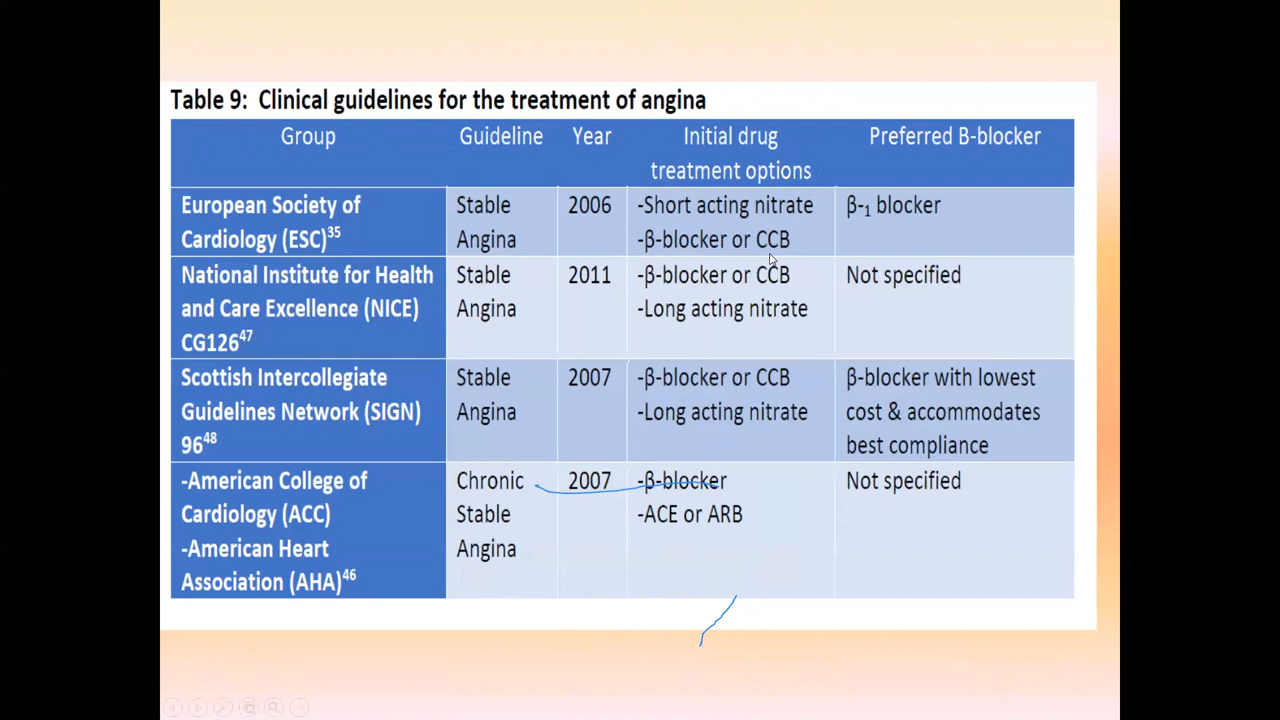 Table 9:  Clinical guidelines for the treatment of angina
Group Guideline Year Initial drug treatment options Preferred B-blocker
European Society of Cardiology (ESC)35 Stable Angina 2006 -Short acting nitrate -β-blocker or CCB β-1 blocker
National Institute for Health and Care Excellence (NICE) CG12647 Stable Angina 2011 -β-blocker or CCB -Long acting nitrate Not specified
Scottish Intercollegiate Guidelines Network (SIGN) 9648 Stable Angina 2007 -β-blocker or CCB -Long acting nitrate β-blocker with lowest cost & accommodates best compliance
-American College of Cardiology (ACC) -American Heart Association (AHA)46 Chronic Stable Angina 2007 -β-blocker -ACE or ARB Not specified